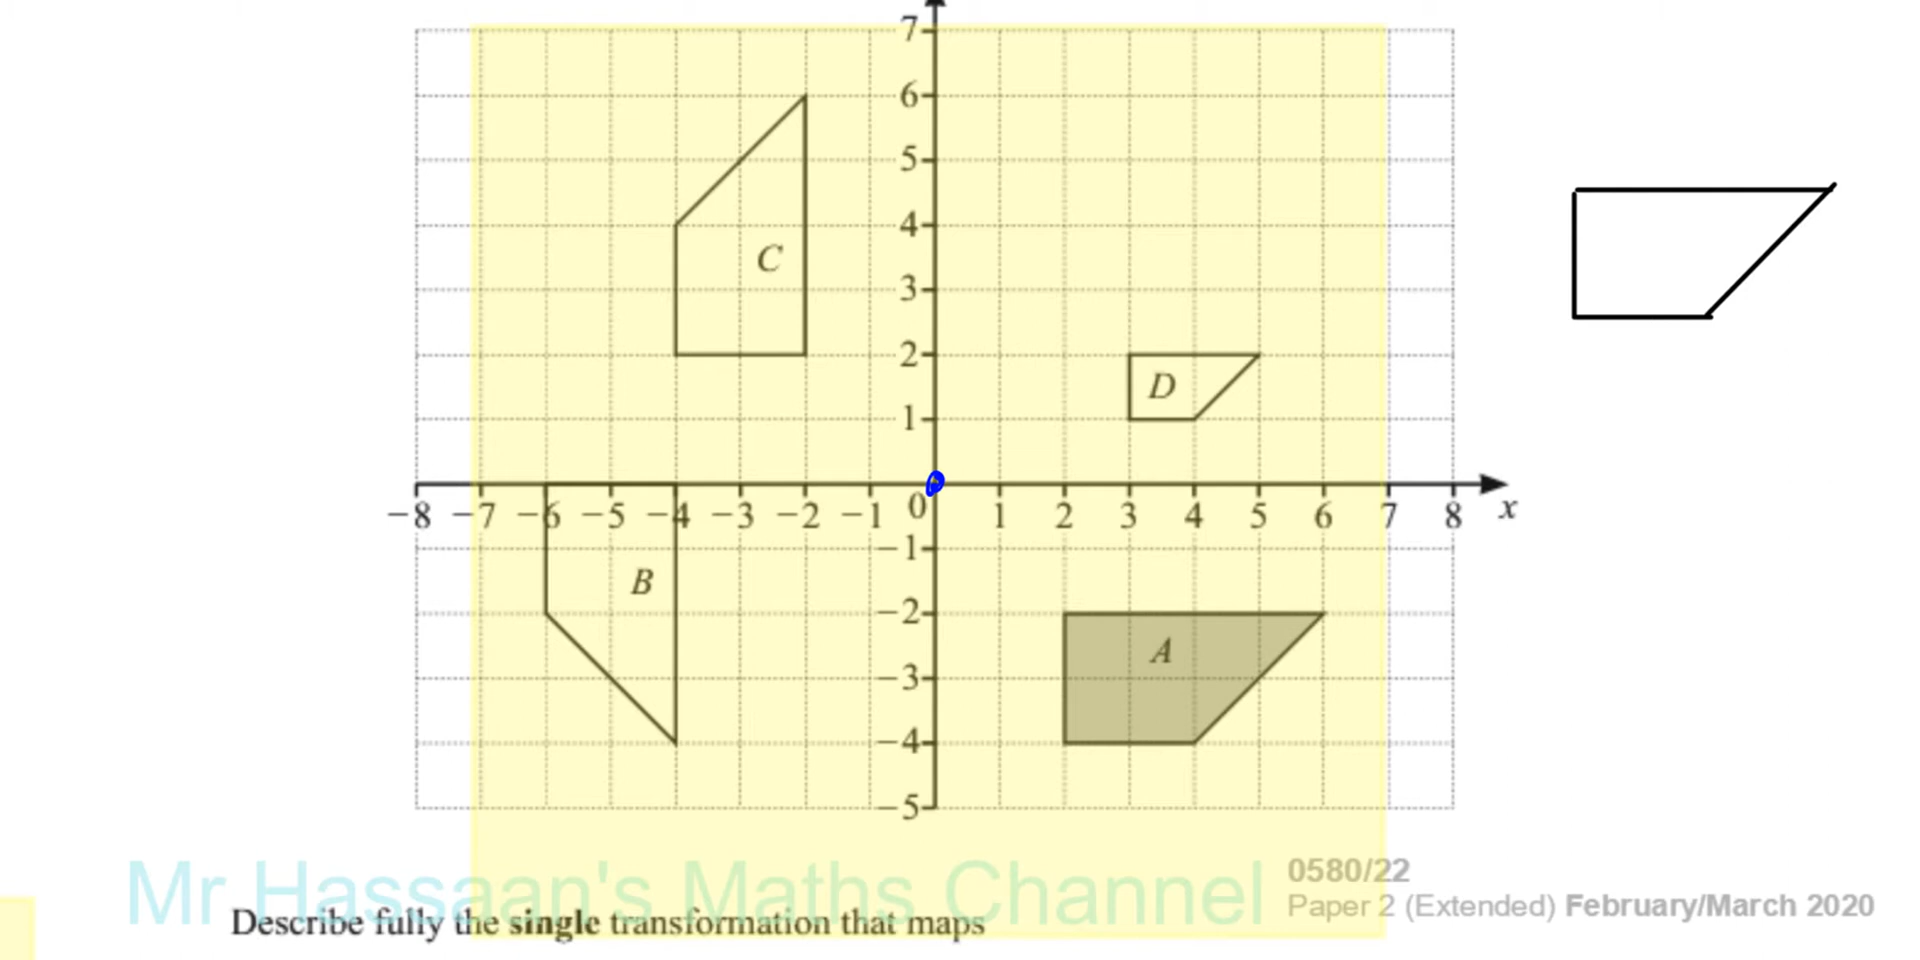 7
6
5
4
3
2
1
0
C
D
-8 -7 -6 -5 -4 -3 -2 -1 1 2 3 4 5 6 7 8 x
-1
-2
-3
-4
-5
B
A
Mr Hassaan's Maths Channel
0580/22
Paper 2 (Extended) February/March 2020
Describe fully the single transformation that maps